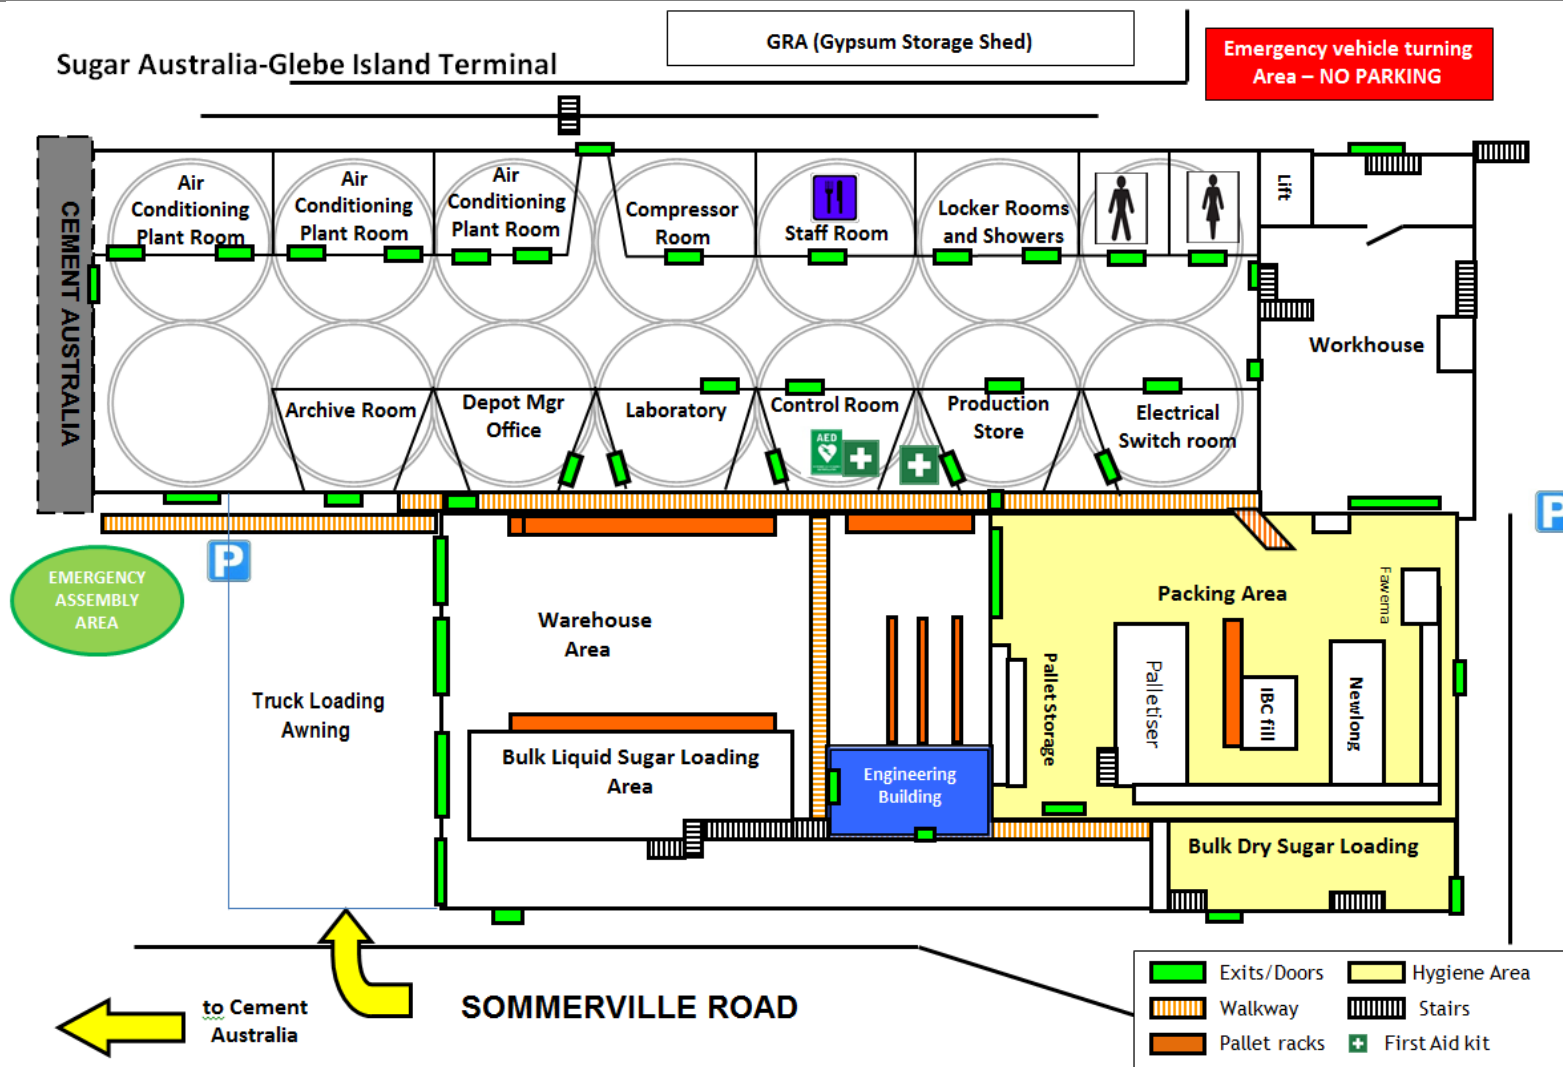 GRA (Gypsum Storage Shed)
Sugar Australia-Glebe Island Terminal
Emergency vehicle turning
Area – NO PARKING
CEMENT AUSTRALIA
Air
Conditioning
Plant Room
Air
Conditioning
Plant Room
Air
Conditioning
Plant Room
Compressor
Room
Staff Room
Locker Rooms
and Showers
Lift
Workhouse
Archive Room
Depot Mgr
Office
Laboratory
Control Room
AED
Production
Store
Electrical
Switch room
P
P
EMERGENCY
ASSEMBLY
AREA
Truck Loading
Awning
Warehouse
Area
Bulk Liquid Sugar Loading
Area
Engineering
Building
Packing Area
Fawema
Pallet Storage
Palletiser
IBC fill
Newlong
Bulk Dry Sugar Loading
to Cement
Australia
SOMMERVILLE ROAD
Exits/Doors
Hygiene Area
Walkway
Stairs
Pallet racks
First Aid kit